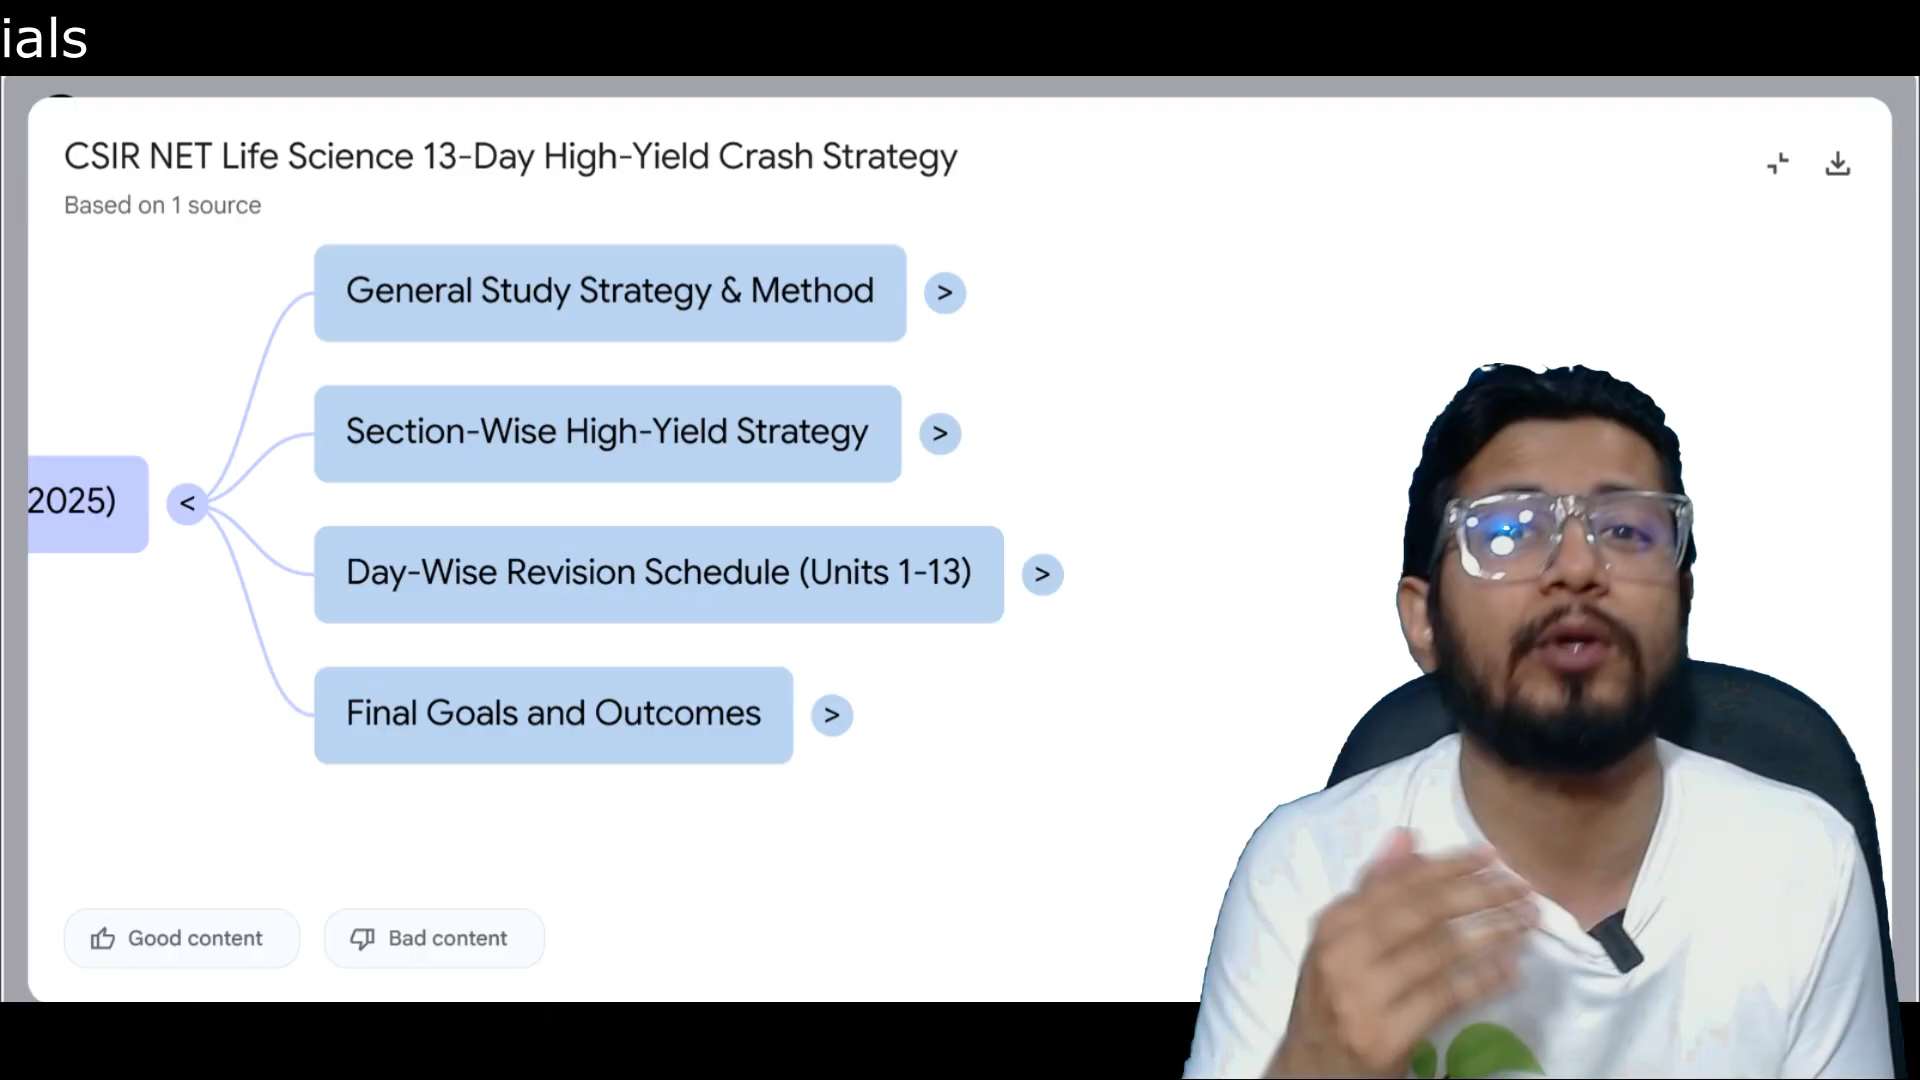 ials
CSIR NET Life Science 13-Day High-Yield Crash Strategy
Based on 1 source
General Study Strategy & Method >
Section-Wise High-Yield Strategy >
2025) <
Day-Wise Revision Schedule (Units 1-13) >
Final Goals and Outcomes >
Good content
Bad content